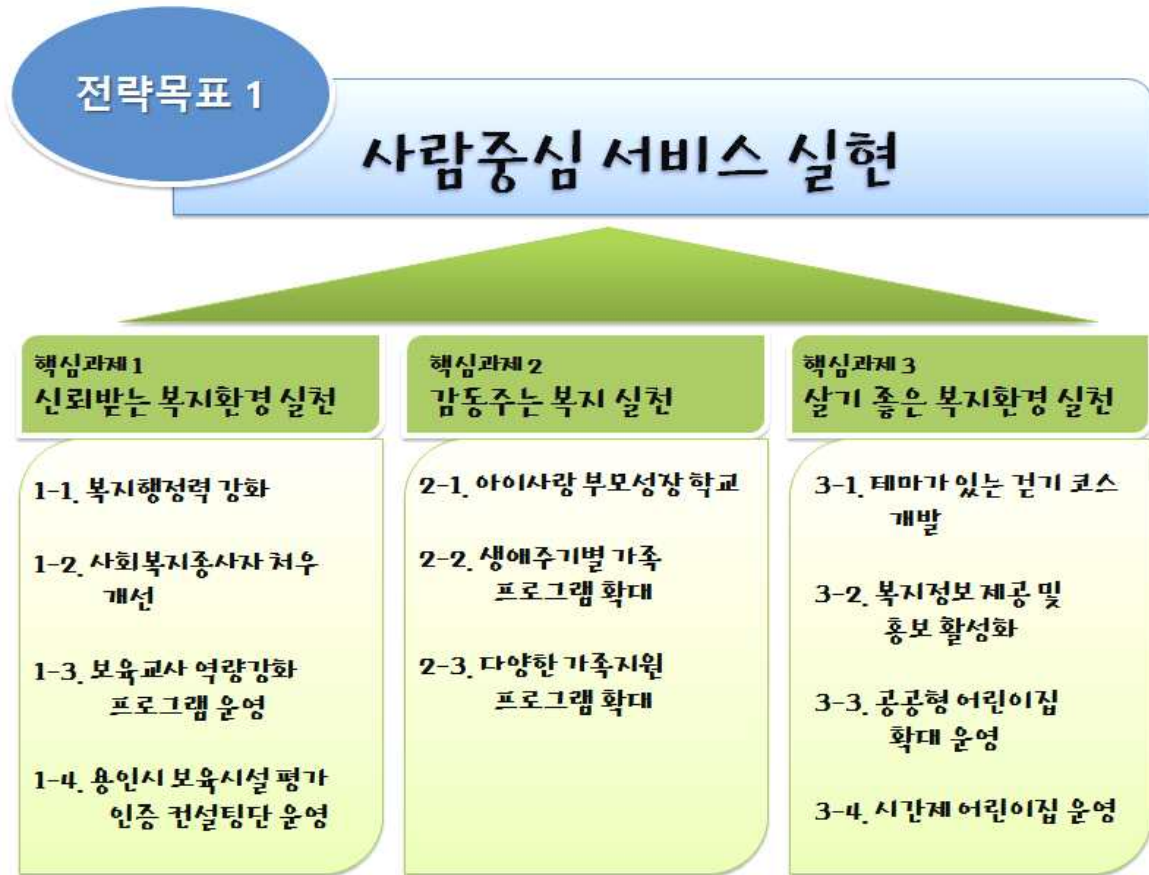 전략목표 1
사람중심 서비스 실현
핵심과제 1
신뢰받는 복지환경 실천
1-1. 복지행정력 강화
1-2. 사회복지종사자 처우
개선
1-3. 보육교사 역량강화
프로그램 운영
1-4. 용인시 보육시설 평가
인증 컨설팅단 운영
핵심과제 2
감동주는 복지 실천
2-1. 아이사랑 부모성장 학교
2-2. 생애주기별 가족
프로그램 확대
2-3. 다양한 가족지원
프로그램 확대
핵심과제 3
살기 좋은 복지환경 실천
3-1. 테마가 있는 걷기 코스
개발
3-2. 복지정보 제공 및
홍보 활성화
3-3. 공공형 어린이집
확대 운영
3-4. 시간제 어린이집 운영